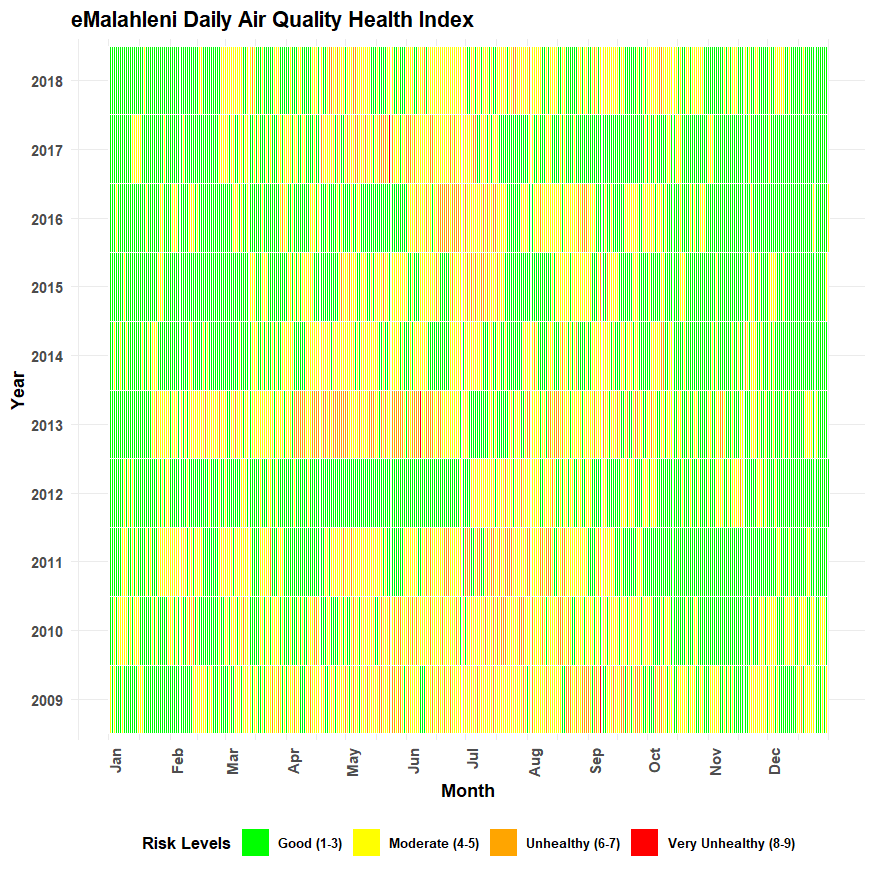 eMalahleni Daily Air Quality Health Index
Year
2018
2017
2016
2015
2014
2013
2012
2011
2010
2009
Jan
Feb
Mar
Apr
May
Jun
Jul
Aug
Sep
Oct
Nov
Dec
Month
Risk Levels Good (1-3) Moderate (4-5) Unhealthy (6-7) Very Unhealthy (8-9)